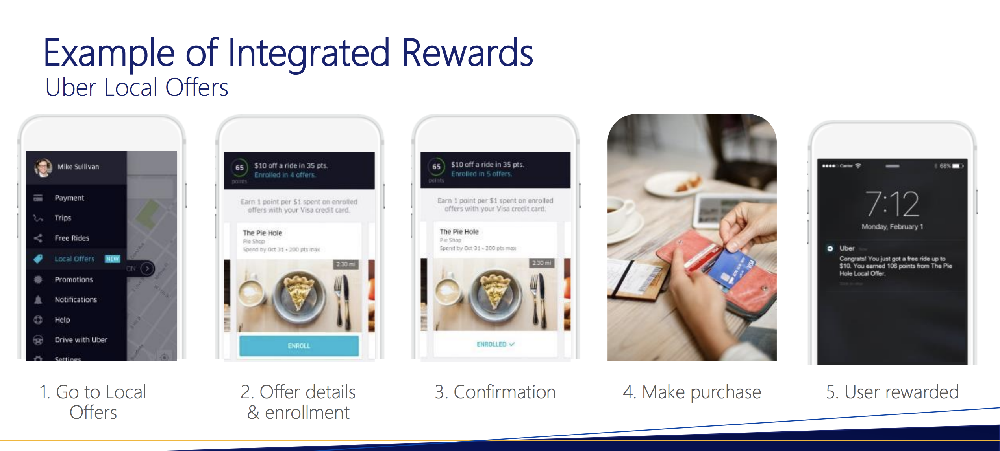 Example of Integrated Rewards
Uber Local Offers
Mike Sullivan
Payment
Trips
Free Rides
Local Offers NEW
Promotions
Notifications
Help
Drive with Uber
Settings
ON
1. Go to Local
Offers
65
points
$10 off a ride in 35 pts.
Enrolled in 4 offers.
Earn 1 point per $1 spent on enrolled
offers with your Visa credit card.
The Pie Hole
Pie Shop
Spend by Oct 31 • 200 pts max
2.30 mi
ENROLL
2. Offer details
& enrollment
65
points
$10 off a ride in 35 pts.
Enrolled in 5 offers.
Earn 1 point per $1 spent on enrolled
offers with your Visa credit card.
The Pie Hole
Pie Shop
Spend by Oct 31 • 200 pts max
2.30 mi
ENROLLED ✓
3. Confirmation
VISA
4. Make purchase
Carrier
68%
7:12
Monday, February 1
Uber
Congrats! You just got a free ride up to
$10. You earned 106 points from The Pie
Hole Local Offer.
5. User rewarded